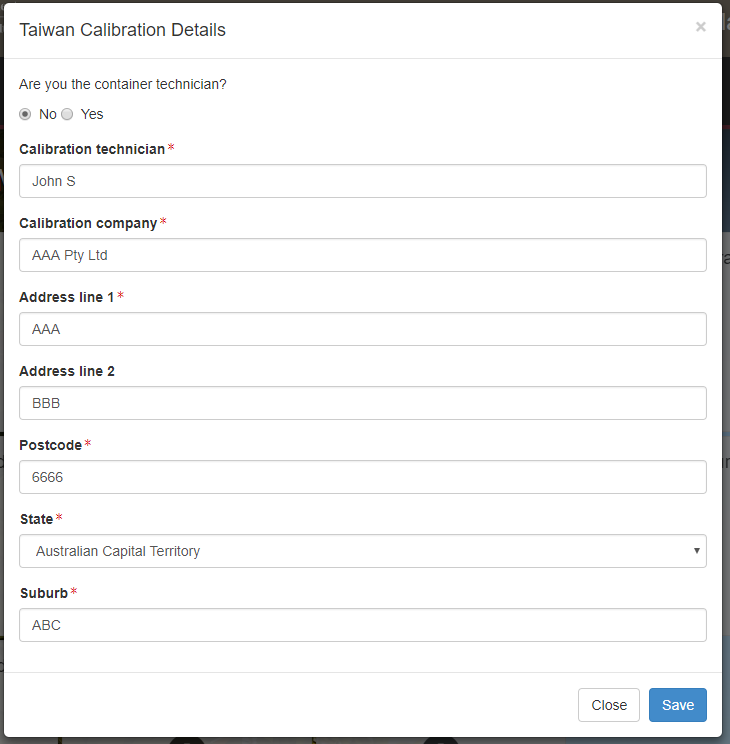 Taiwan Calibration Details
×
Are you the container technician?
No Yes
Calibration technician*
John S
Calibration company*
AAA Pty Ltd
Address line 1*
AAA
Address line 2
BBB
Postcode*
6666
State*
Australian Capital Territory
Suburb*
ABC
Close Save